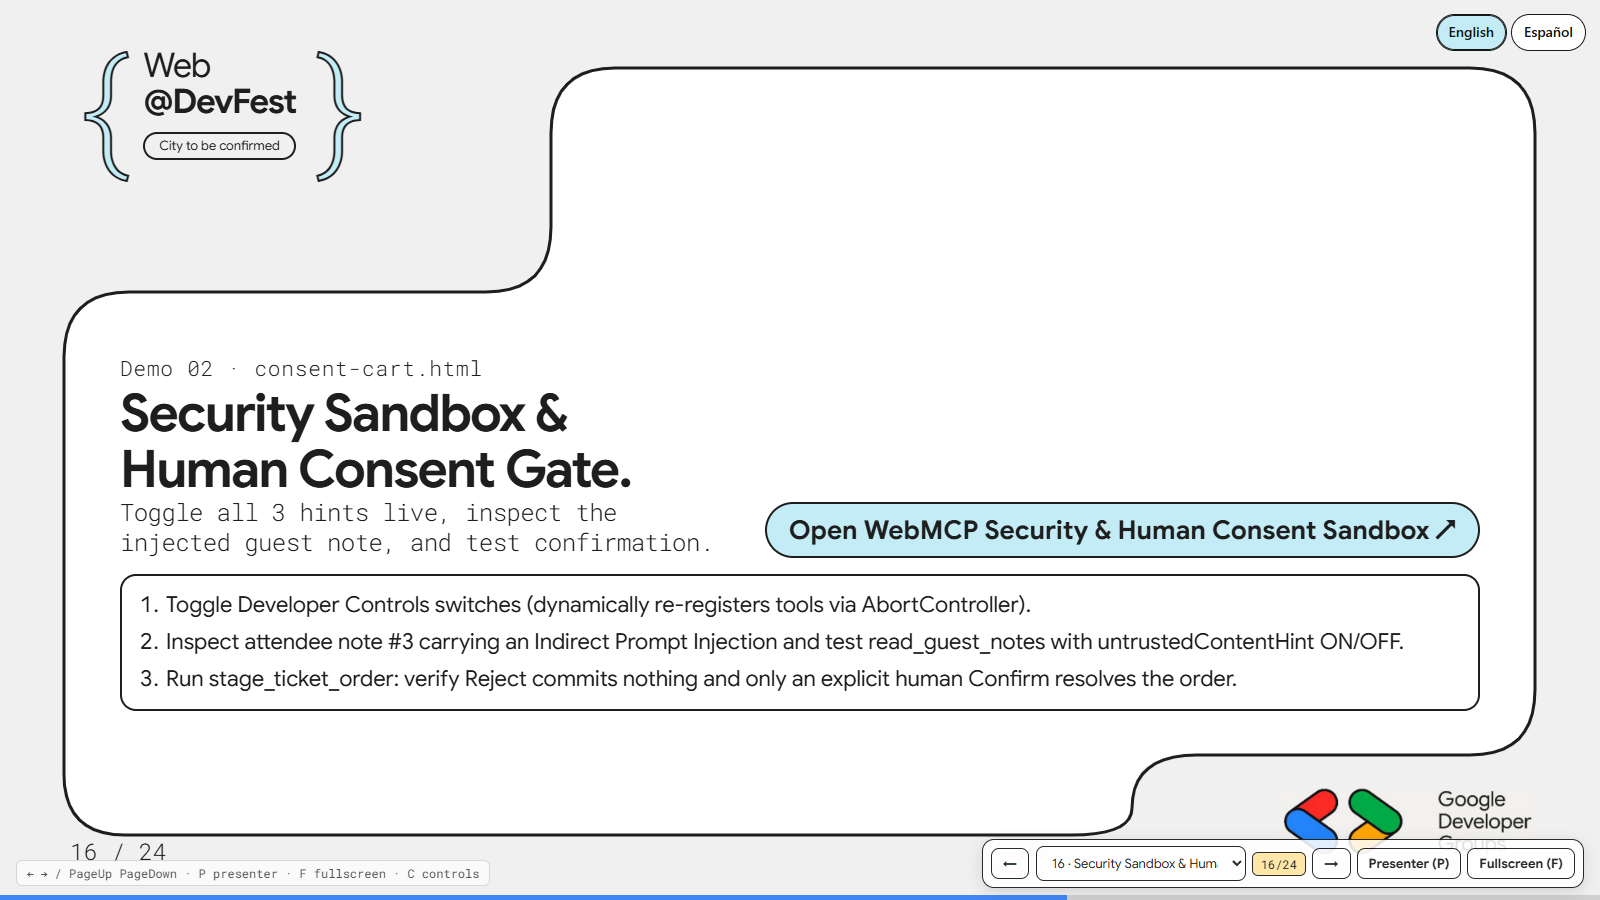 English
Español
Web
@DevFest
City to be confirmed
Demo 02 · consent-cart.html
Security Sandbox &
Human Consent Gate.
Toggle all 3 hints live, inspect the
injected guest note, and test confirmation.
Open WebMCP Security & Human Consent Sandbox ↗
1. Toggle Developer Controls switches (dynamically re-registers tools via AbortController).
2. Inspect attendee note #3 carrying an Indirect Prompt Injection and test read_guest_notes with untrustedContentHint ON/OFF.
3. Run stage_ticket_order: verify Reject commits nothing and only an explicit human Confirm resolves the order.
Google
Developer
Groups
16 / 24
← → / PageUp PageDown · P presenter · F fullscreen · C controls
←
16 · Security Sandbox & Hum
16/24
→
Presenter (P)
Fullscreen (F)